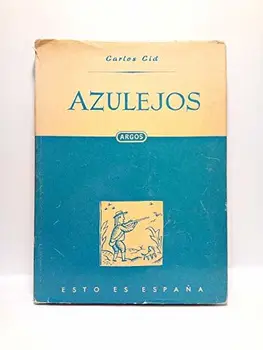 Carlos Cid
AZULEJOS
ARGOS
ESTO ES ESPAÑA